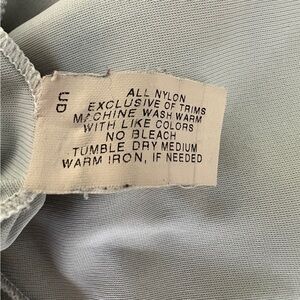 ALL NYLON
EXCLUSIVE OF TRIMS
MACHINE WASH WARM
WITH LIKE COLORS
NO BLEACH
TUMBLE DRY MEDIUM
WARM IRON, IF NEEDED
UD